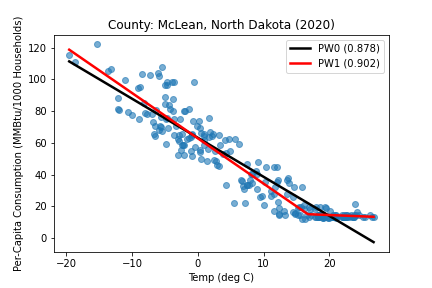 County: McLean, North Dakota (2020)
PW0 (0.878)
PW1 (0.902)
Per-Capita Consumption (MMBtu/1000 Households)
120
100
80
60
40
20
0
−20
−10
0
10
20
Temp (deg C)